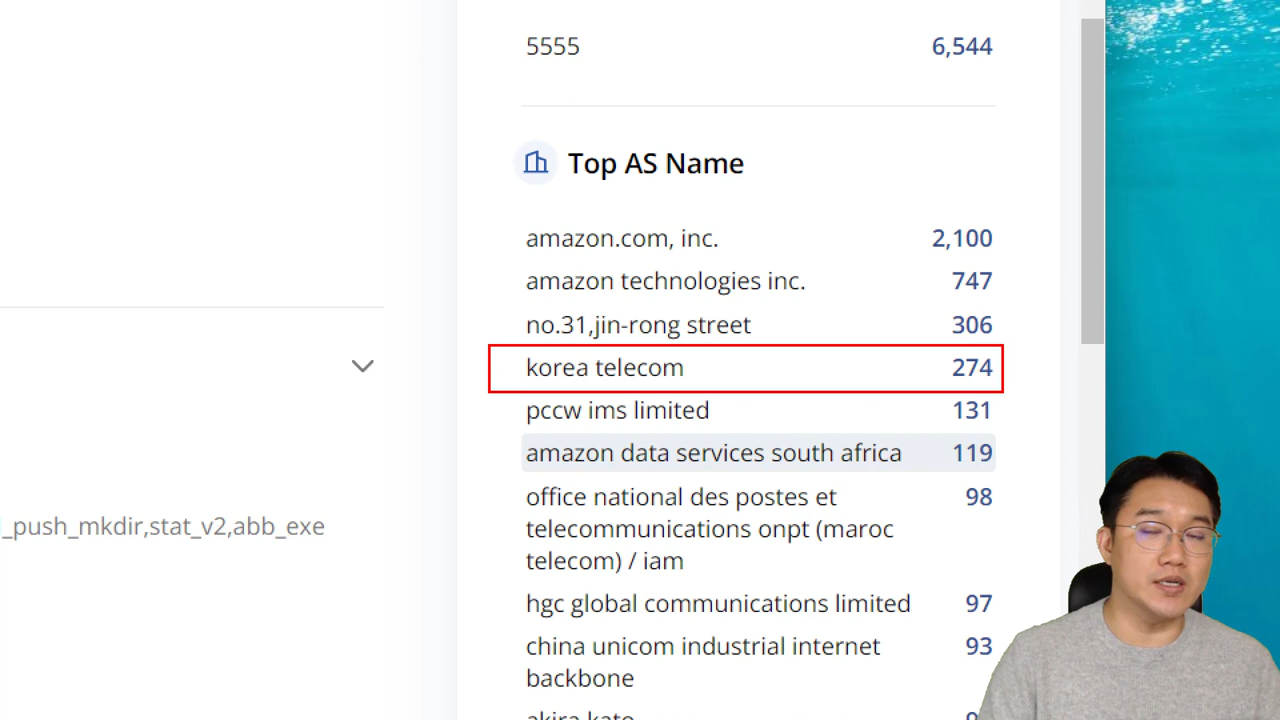 5555 6,544
Top AS Name
amazon.com, inc. 2,100
amazon technologies inc. 747
no.31,jin-rong street 306
korea telecom 274
pccw ims limited 131
amazon data services south africa 119
office national des postes et 98
telecommunications onpt (maroc
telecom) / iam
hgc global communications limited 97
china unicom industrial internet 93
backbone
_push_mkdir,stat_v2,abb_exe
akira kato